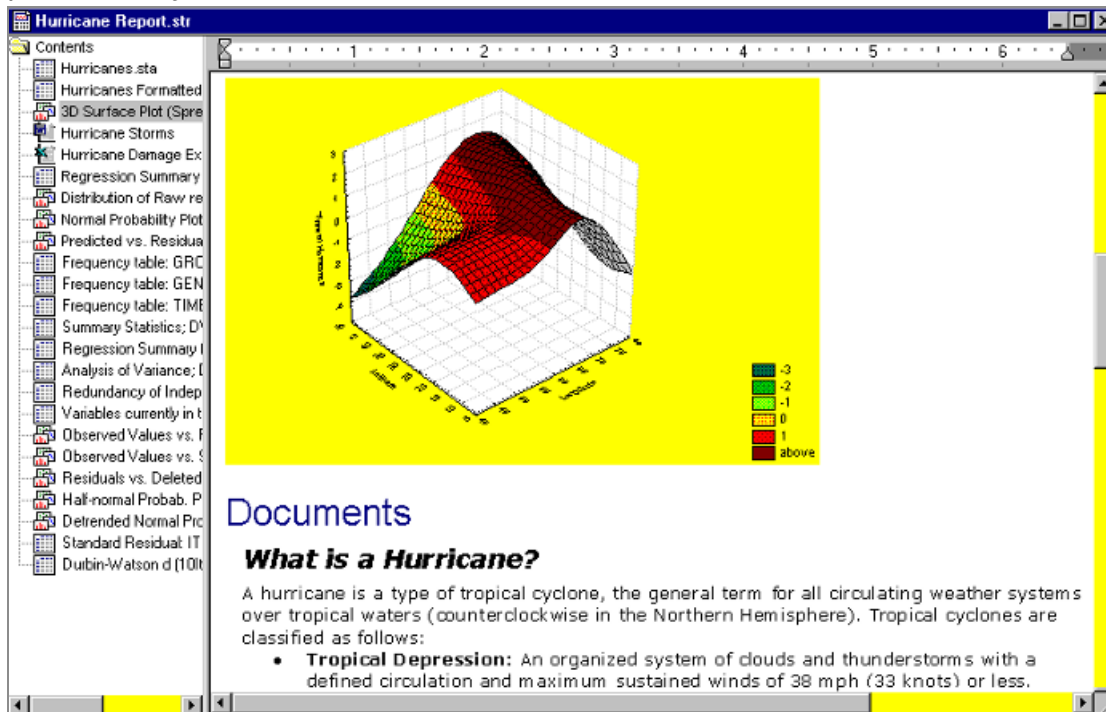 Hurricane Report.str
Contents
Hurricanes.sta
Hurricanes Formatted
3D Surface Plot (Spre
Hurricane Storms
Hurricane Damage Ex
Regression Summary
Distribution of Raw re
Normal Probability Plot
Predicted vs. Residua
Frequency table: GRO
Frequency table: GEN
Frequency table: TIME
Summary Statistics; D
Regression Summary
Analysis of Variance;
Redundancy of Indep
Variables currently in t
Observed Values vs.
Observed Values vs.
Residuals vs. Deleted
Half-normal Probab. P
Detrended Normal Pro
Standard Residual: IT
Durbin-Watson d (10lt
1 2 3 4 5 6
3
2
1
0
-1
-3
-2
-1
0
1
above
Documents
What is a Hurricane?
A hurricane is a type of tropical cyclone, the general term for all circulating weather systems
over tropical waters (counterclockwise in the Northern Hemisphere). Tropical cyclones are
classified as follows:
• Tropical Depression: An organized system of clouds and thunderstorms with a
defined circulation and maximum sustained winds of 38 mph (33 knots) or less.